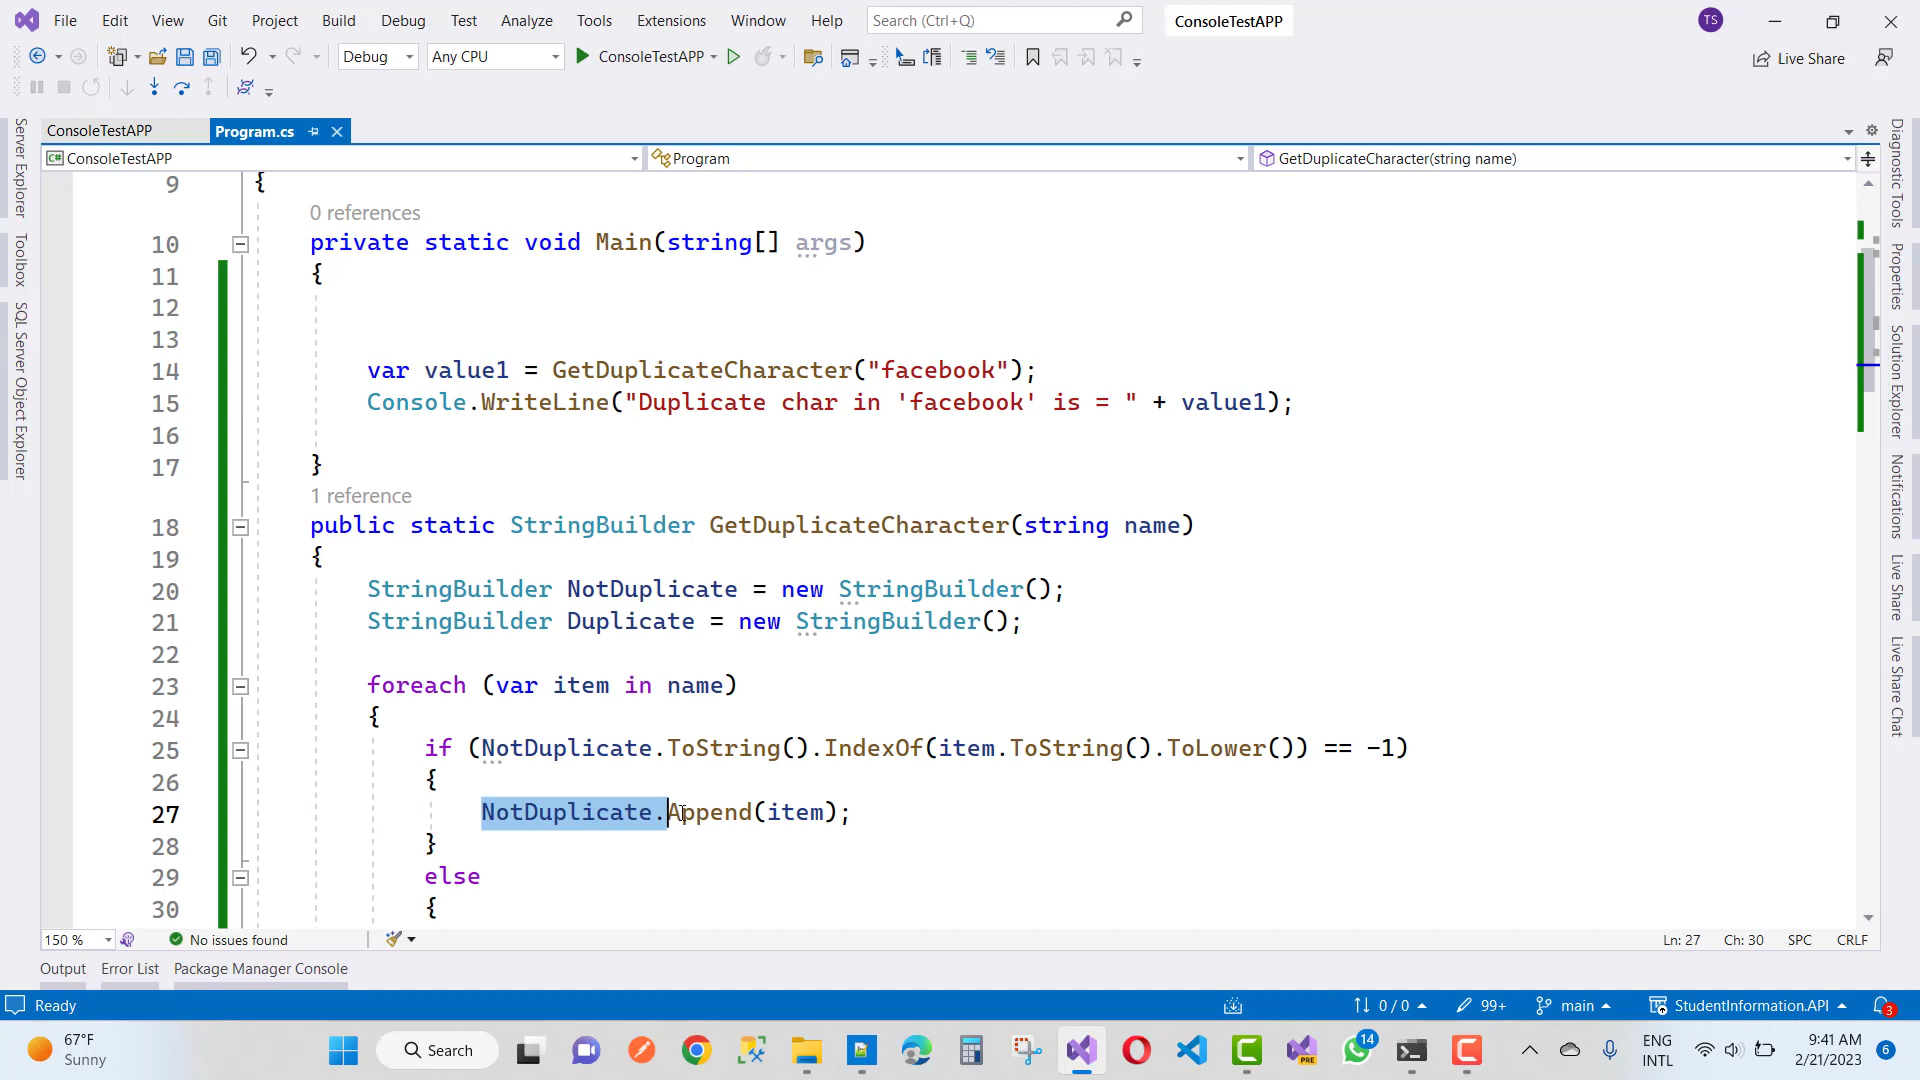 File Edit View Git Project Build Debug Test Analyze Tools Extensions Window Help Search (Ctrl+Q) ConsoleTestAPP TS
Debug Any CPU ConsoleTestAPP Live Share
ConsoleTestAPP Program.cs
ConsoleTestAPP Program GetDuplicateCharacter(string name)
Server Explorer
Toolbox
SQL Server Object Explorer
9 {
0 references
10 private static void Main(string[] args)
11 {
12
13
14 var value1 = GetDuplicateCharacter("facebook");
15 Console.WriteLine("Duplicate char in 'facebook' is = " + value1);
16
17 }
1 reference
18 public static StringBuilder GetDuplicateCharacter(string name)
19 {
20 StringBuilder NotDuplicate = new StringBuilder();
21 StringBuilder Duplicate = new StringBuilder();
22
23 foreach (var item in name)
24 {
25 if (NotDuplicate.ToString().IndexOf(item.ToString().ToLower()) == -1)
26 {
27 NotDuplicate.Append(item);
28 }
29 else
30 {
Diagnostic Tools
Properties
Solution Explorer
Notifications
Live Share
Live Share Chat
150 % No issues found Ln: 27 Ch: 30 SPC CRLF
Output Error List Package Manager Console
Ready 0 / 0 99+ main StudentInformation.API 3
67°F
Sunny
Search
PRE
14
ENG
INTL
9:41 AM
2/21/2023
6